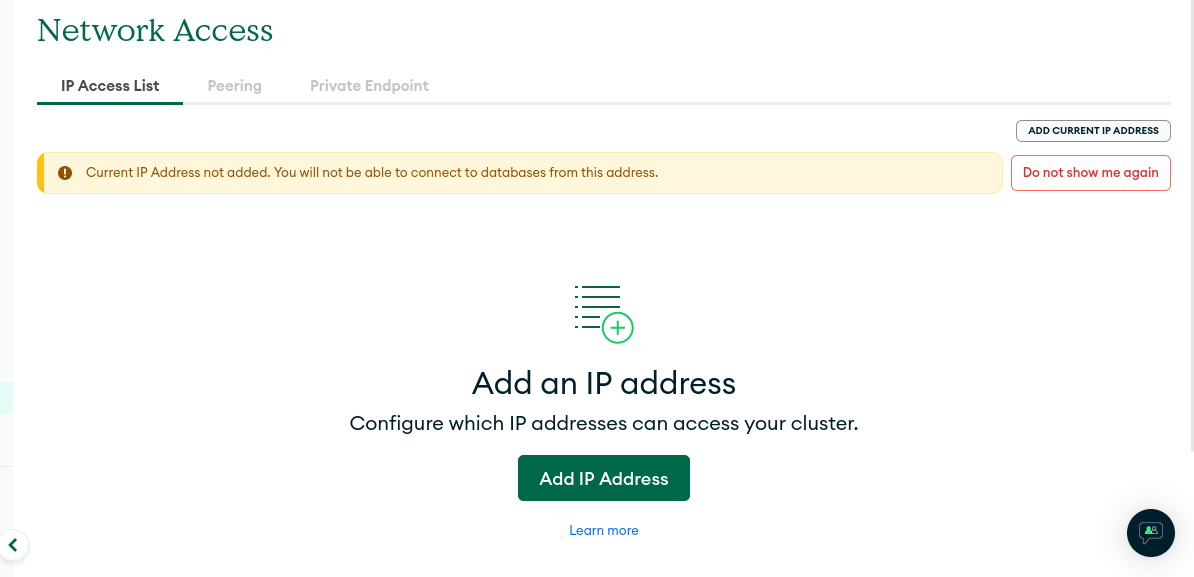 Network Access
IP Access List Peering Private Endpoint
ADD CURRENT IP ADDRESS
Current IP Address not added. You will not be able to connect to databases from this address. Do not show me again
Add an IP address
Configure which IP addresses can access your cluster.
Add IP Address
Learn more